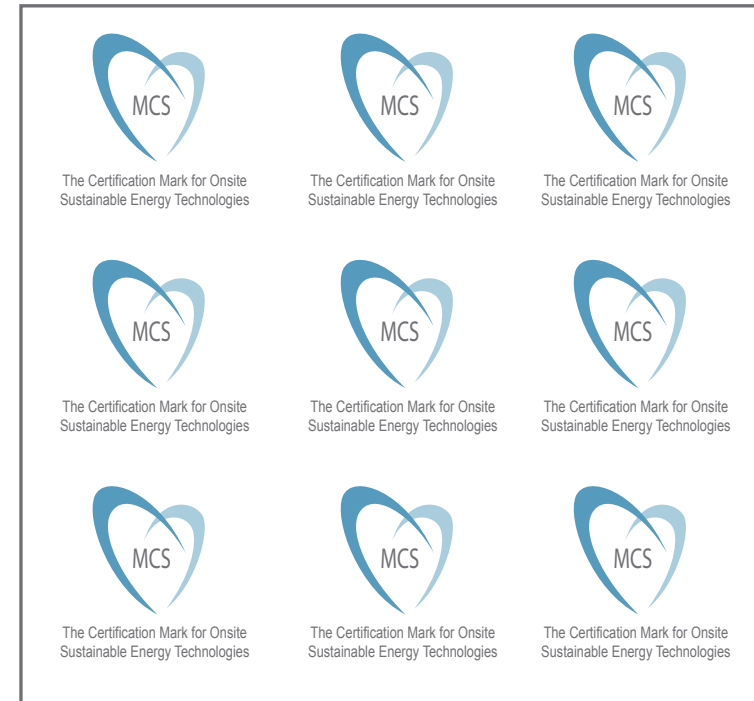 MCS MCS MCS
The Certification Mark for Onsite The Certification Mark for Onsite The Certification Mark for Onsite
Sustainable Energy Technologies Sustainable Energy Technologies Sustainable Energy Technologies
MCS MCS MCS
The Certification Mark for Onsite The Certification Mark for Onsite The Certification Mark for Onsite
Sustainable Energy Technologies Sustainable Energy Technologies Sustainable Energy Technologies
MCS MCS MCS
The Certification Mark for Onsite The Certification Mark for Onsite The Certification Mark for Onsite
Sustainable Energy Technologies Sustainable Energy Technologies Sustainable Energy Technologies